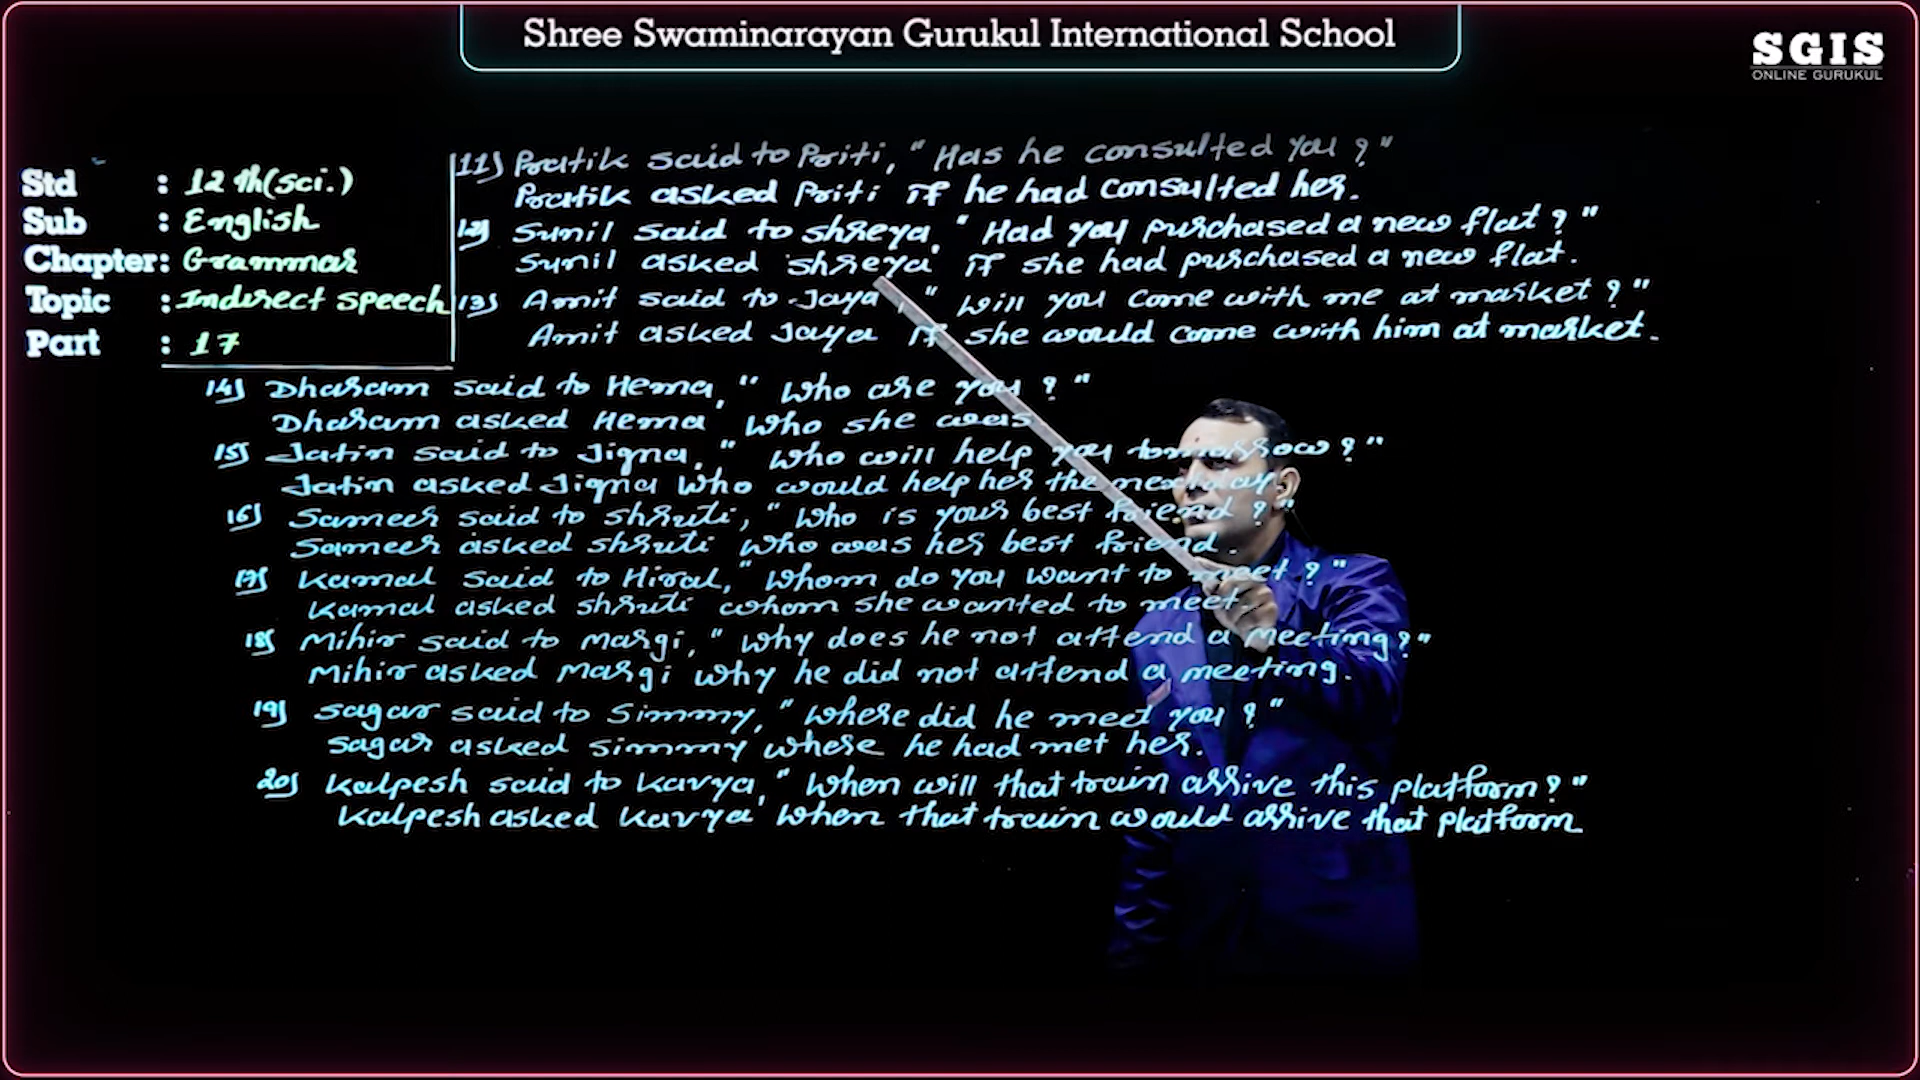 Shree Swaminarayan Gurukul International School
SGIS
ONLINE GURUKUL
Std : 12th(sci.)
Sub : English
Chapter: Grammar
Topic : Indirect speech
Part : 17
11) Pratik said to Priti, "Has he consulted you?"
Pratik asked Priti if he had consulted her.
12) Sunil said to shreya, "Had you purchased a new flat?"
Sunil asked shreya if she had purchased a new flat.
13) Amit said to Jaya, "will you come with me at market?"
Amit asked Jaya if she would come with him at market.
14) Dharam said to Hema, "Who are you?"
Dharam asked Hema who she was
15) Jatin said to Jigna, "Who will help you tomorrow?"
Jatin asked Jigna who would help her the next day.
16) Sameer said to shruti, "Who is your best friend?"
Sameer asked shruti who was her best friend.
17) Kamal said to Hiral, "Whom do you want to meet?"
Kamal asked shruti whom she wanted to meet.
18) Mihir said to Margi, "Why does he not attend a meeting?"
Mihir asked Margi why he did not attend a meeting.
19) Sagar said to Simmy, "Where did he meet you?"
Sagar asked simmy where he had met her.
20) Kalpesh said to Kavya, "When will that train arrive this platform?"
Kalpesh asked Kavya when that train would arrive that platform